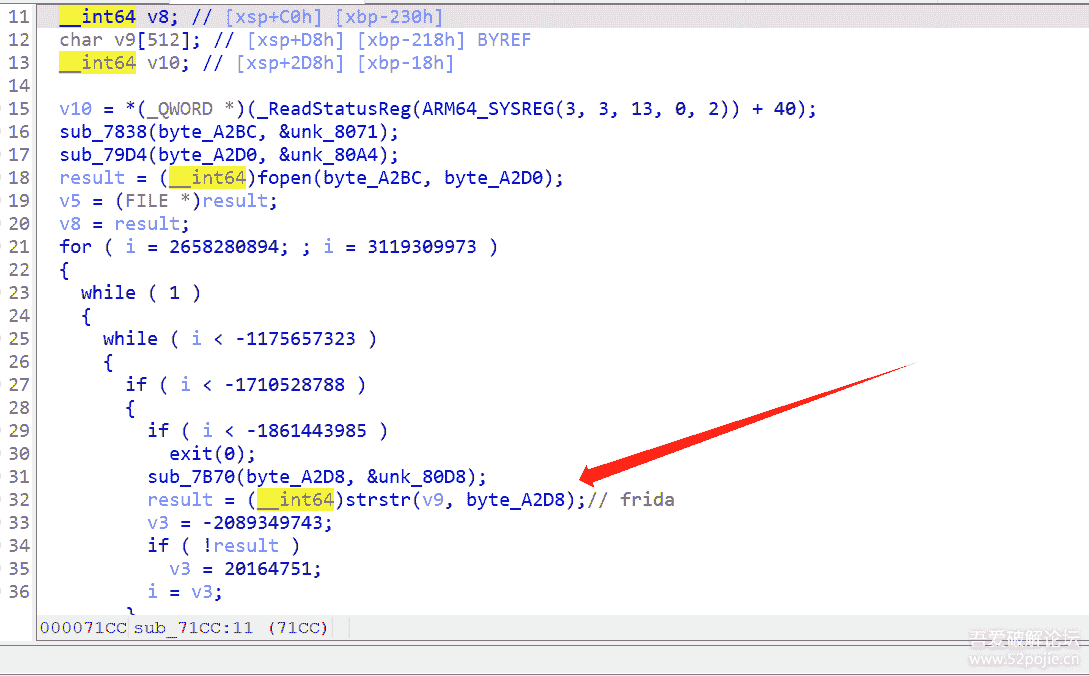 11 __int64 v8; // [xsp+C0h] [xbp-230h]
12 char v9[512]; // [xsp+D8h] [xbp-218h] BYREF
13 __int64 v10; // [xsp+2D8h] [xbp-18h]
14
15 v10 = *(_QWORD *)(_ReadStatusReg(ARM64_SYSREG(3, 3, 13, 0, 2)) + 40);
16 sub_7838(byte_A2BC, &unk_8071);
17 sub_79D4(byte_A2D0, &unk_80A4);
18 result = (__int64)fopen(byte_A2BC, byte_A2D0);
19 v5 = (FILE *)result;
20 v8 = result;
21 for ( i = 2658280894; ; i = 3119309973 )
22 {
23 while ( 1 )
24 {
25 while ( i < -1175657323 )
26 {
27 if ( i < -1710528788 )
28 {
29 if ( i < -1861443985 )
30 exit(0);
31 sub_7B70(byte_A2D8, &unk_80D8);
32 result = (__int64)strstr(v9, byte_A2D8);// frida
33 v3 = -2089349743;
34 if ( !result )
35 v3 = 20164751;
36 i = v3;
}
000071CC sub_71CC:11 (71CC)
吾爱破解论坛
www.52pojie.cn